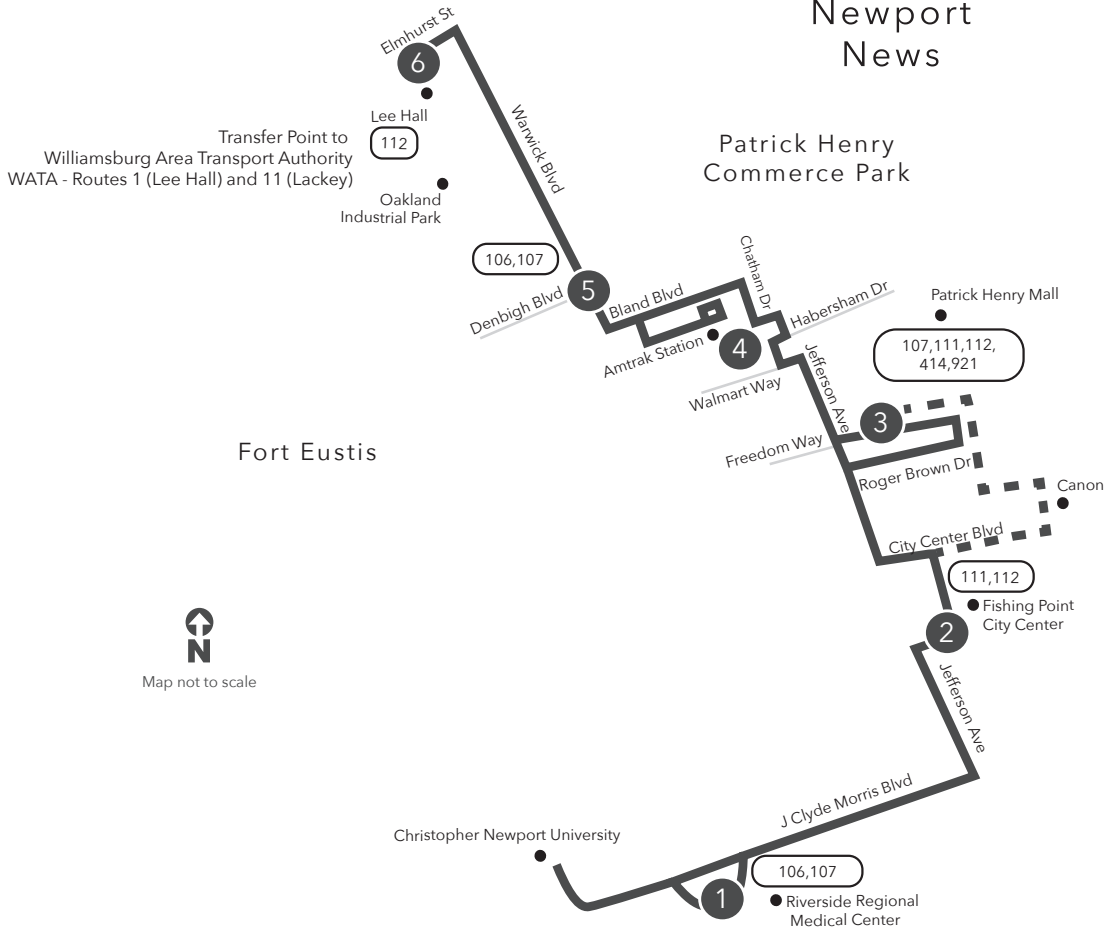 Newport
News
Elmhurst St
6
Lee Hall
112
Transfer Point to
Williamsburg Area Transport Authority
WATA - Routes 1 (Lee Hall) and 11 (Lackey)
Oakland
Industrial Park
Warwick Blvd
Patrick Henry
Commerce Park
106,107
5
Denbigh Blvd
Bland Blvd
Chatham Dr
Habersham Dr
Patrick Henry Mall
107,111,112,
414,921
Amtrak Station
4
Walmart Way
Jefferson Ave
3
Freedom Way
Roger Brown Dr
Fort Eustis
Canon
City Center Blvd
111,112
Fishing Point
City Center
2
N
Map not to scale
Jefferson Ave
J Clyde Morris Blvd
Christopher Newport University
106,107
1
Riverside Regional
Medical Center